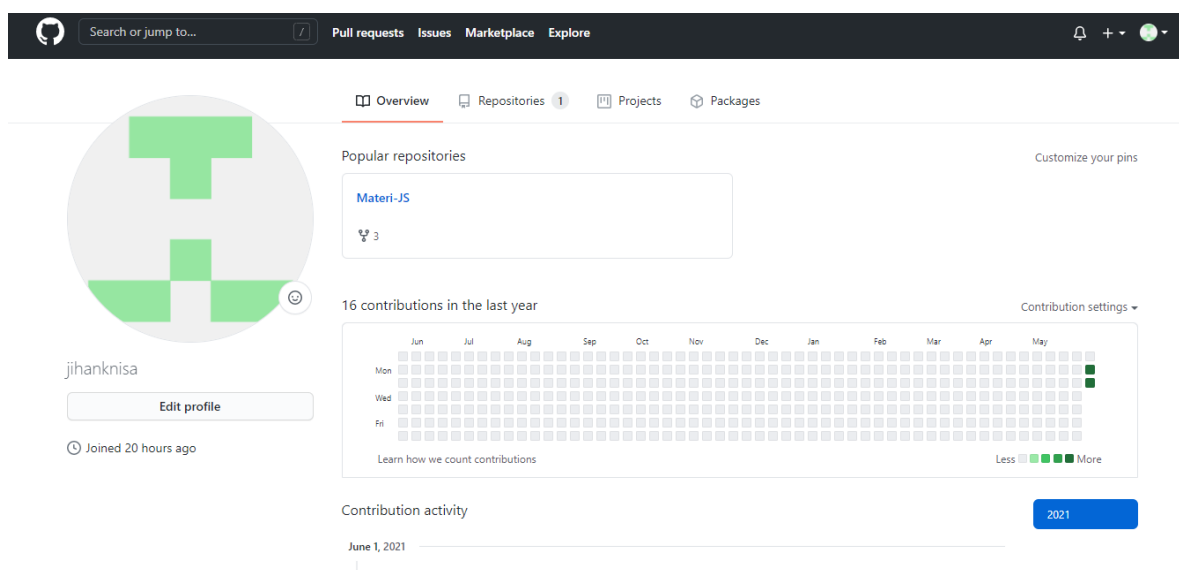 Search or jump to... /
Pull requests Issues Marketplace Explore
Overview Repositories 1 Projects Packages
Popular repositories
Customize your pins
Materi-JS
3
16 contributions in the last year
Contribution settings
Jun Jul Aug Sep Oct Nov Dec Jan Feb Mar Apr May
Mon
Wed
Fri
Learn how we count contributions
Less More
jihanknisa
Edit profile
Joined 20 hours ago
Contribution activity
2021
June 1, 2021